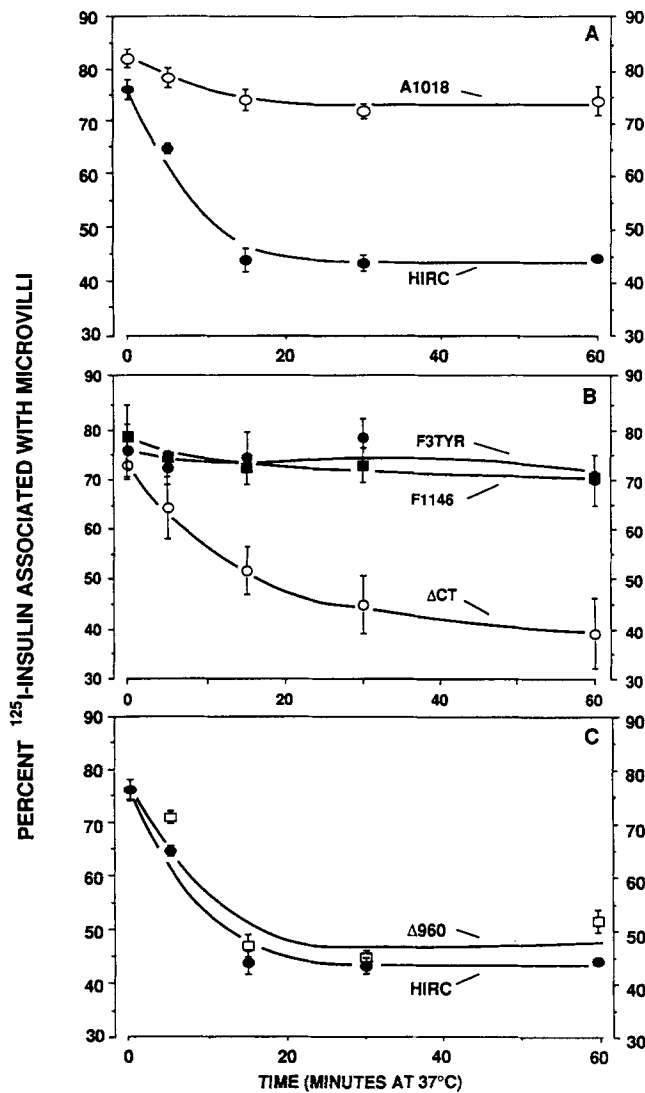 PERCENT ¹²⁵I-INSULIN ASSOCIATED WITH MICROVILLI
A
90 90
80 80
70 70
60 60
50 50
40 40
30 30
0 20 40 60
A1018
HIRC
B
90 90
80 80
70 70
60 60
50 50
40 40
30 30
0 20 40 60
F3TYR
F1146
ΔCT
C
90 90
80 80
70 70
60 60
50 50
40 40
30 30
0 20 40 60
Δ960
HIRC
TIME (MINUTES AT 37°C)